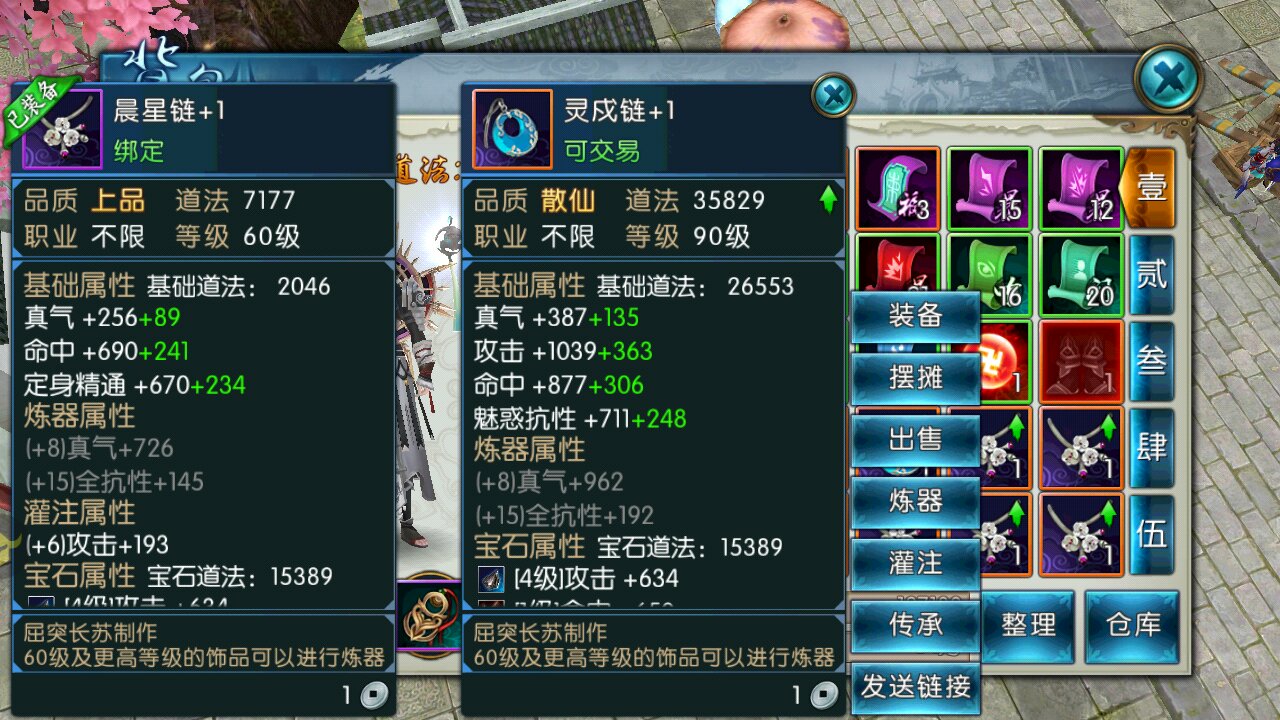 背包
已装备
晨星链+1
绑定
品质 上品 道法 7177
职业 不限 等级 60级
基础属性 基础道法： 2046
真气 +256+89
命中 +690+241
定身精通 +670+234
炼器属性
(+8)真气+726
(+15)全抗性+145
灌注属性
(+6)攻击+193
宝石属性 宝石道法：15389
[4级]攻击 +634
屈突长苏制作
60级及更高等级的饰品可以进行炼器
1
道法:
灵戍链+1
可交易
品质 散仙 道法 35829
职业 不限 等级 90级
基础属性 基础道法： 26553
真气 +387+135
攻击 +1039+363
命中 +877+306
魅惑抗性 +711+248
炼器属性
(+8)真气+962
(+15)全抗性+192
宝石属性 宝石道法：15389
[4级]攻击 +634
屈突长苏制作
60级及更高等级的饰品可以进行炼器
1
装备
摆摊
出售
炼器
灌注
传承
发送链接
3
15
12
16
20
1
1
1
1
1
1
壹
贰
叁
肆
伍
整理
仓库